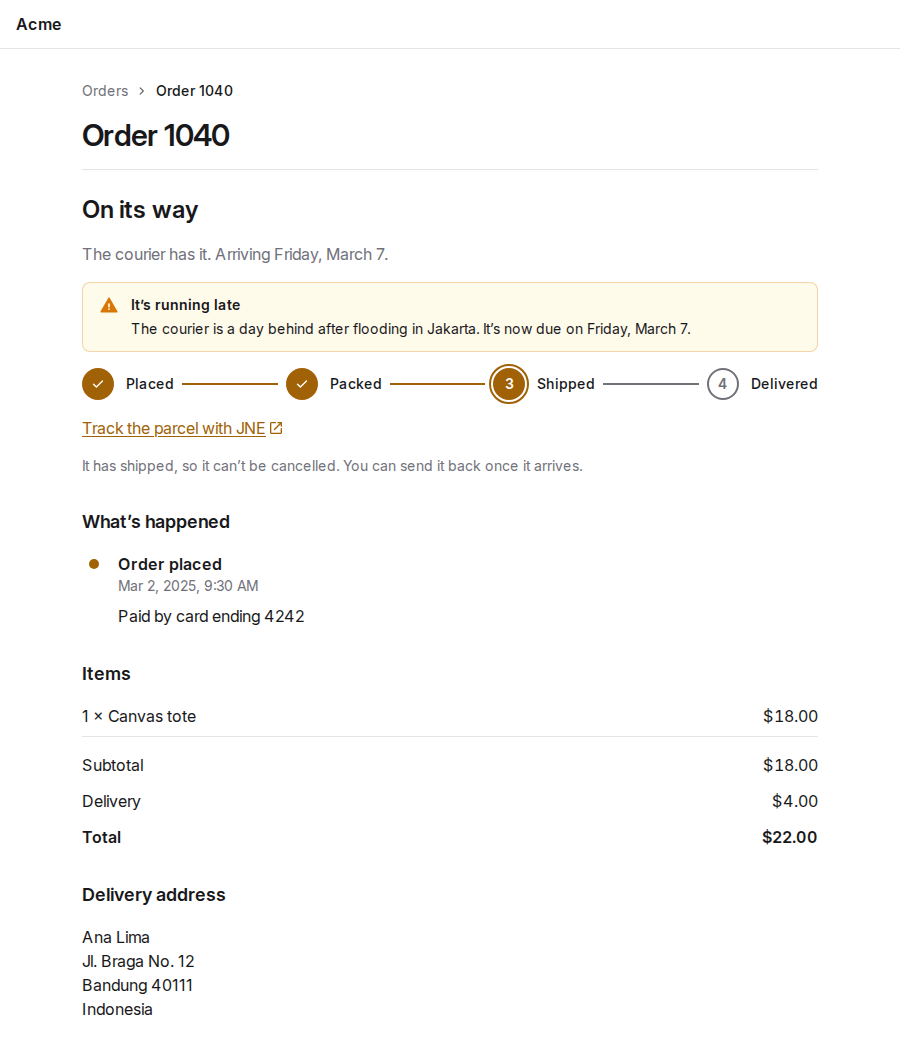 Acme
Orders > Order 1040
Order 1040
On its way
The courier has it. Arriving Friday, March 7.
It’s running late
The courier is a day behind after flooding in Jakarta. It’s now due on Friday, March 7.
Placed Packed 3 Shipped 4 Delivered
Track the parcel with JNE
It has shipped, so it can’t be cancelled. You can send it back once it arrives.
What’s happened
Order placed
Mar 2, 2025, 9:30 AM
Paid by card ending 4242
Items
1 × Canvas tote $18.00
Subtotal $18.00
Delivery $4.00
Total $22.00
Delivery address
Ana Lima
Jl. Braga No. 12
Bandung 40111
Indonesia